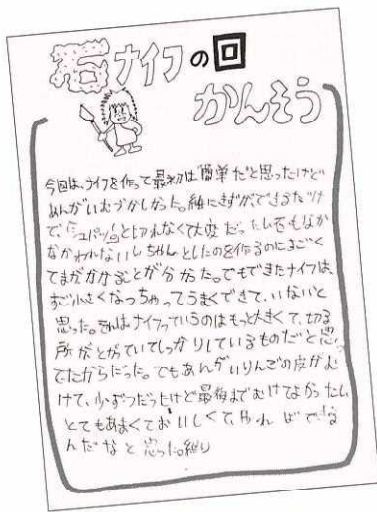 石ナイフの回
かんそう
今回は、ナイフを作って最初は簡単だと思ったけど
あんがいむづかしかった。紙にきずができるだけ
で、「シュパッ」と切れなくて大変だったし石もなか
なかわれないしちゃんとしたのを作るのにすごく
てまがかかることが分かった。でもできたナイフは、
すごい小さくなっちゃってうまくできて、いないと
思った。それはナイフっていうのはもっと大きくて、切る
所がとがっていてしっかりしているものだと思っ
てたからだった。でもあんがいりんごの皮がむ
けて、少ずつだったけど最後までむけてよかったし
とてもあまくておいしくて、やればできる
んだなと思った。終り